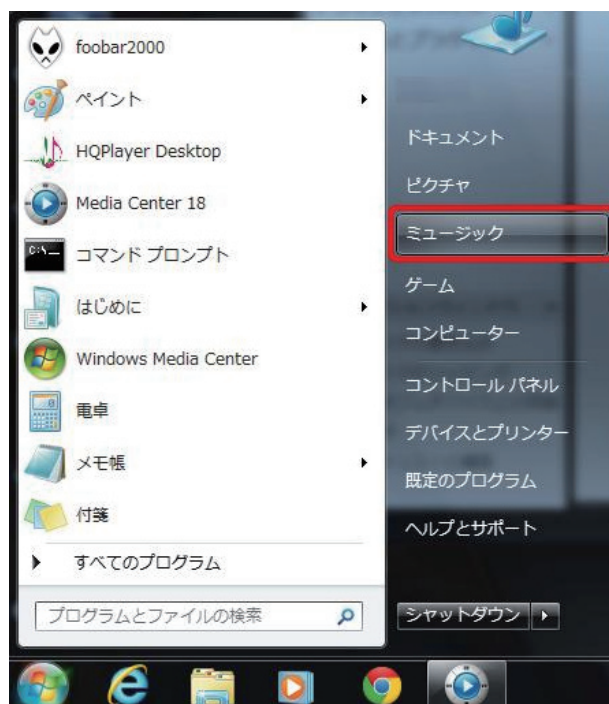 foobar2000
ペイント
HQPlayer Desktop
Media Center 18
C:\
コマンド プロンプト
はじめに
Windows Media Center
電卓
メモ帳
付箋
すべてのプログラム
プログラムとファイルの検索
ドキュメント
ピクチャ
ミュージック
ゲーム
コンピューター
コントロール パネル
デバイスとプリンター
既定のプログラム
ヘルプとサポート
シャットダウン